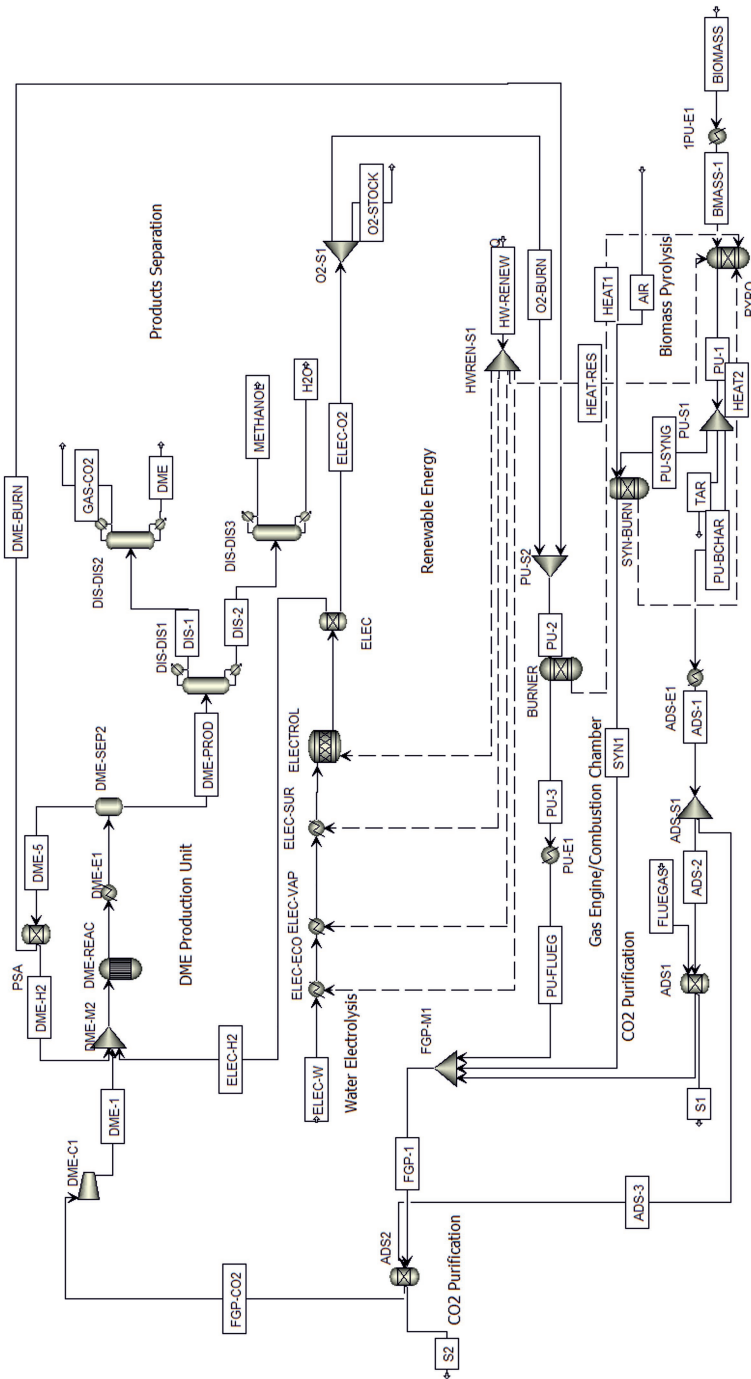 DME-BURN
Products Separation
GAS-CO2
DME
DIS-DIS2
METHANOL
H2O
DIS-DIS3
DIS-1
DIS-2
DIS-DIS1
DME-PROD
DME-SEP2
DME-5
DME-E1
DME-REAC
PSA
DME-H2
DME-M2
DME Production Unit
DME-1
DME-C1
ELEC-H2
FGP-CO2
O2-STOCK
O2-S1
ELEC-O2
Renewable Energy
ELEC
ELECTROL
ELEC-SUR
ELEC-VAP
ELEC-ECO
ELEC-W
Water Electrolysis
Q
HW-RENEW
HWREN-S1
O2-BURN
HEAT-RES
PU-S2
PU-2
BURNER
PU-3
PU-E1
PU-FLUEG
Gas Engine/Combustion Chamber
FGP-M1
FGP-1
ADS2
CO2 Purification
S2
HEAT1
AIR
Biomass Pyrolysis
SYN-BURN
SYN1
PU-SYNG
PU-S1
TAR
PU-BCHAR
PU-1
HEAT2
PYRO
BMASS-1
1PU-E1
BIOMASS
ADS-E1
ADS-1
ADS-S1
ADS-2
FLUEGAS
ADS1
CO2 Purification
S1
ADS-3